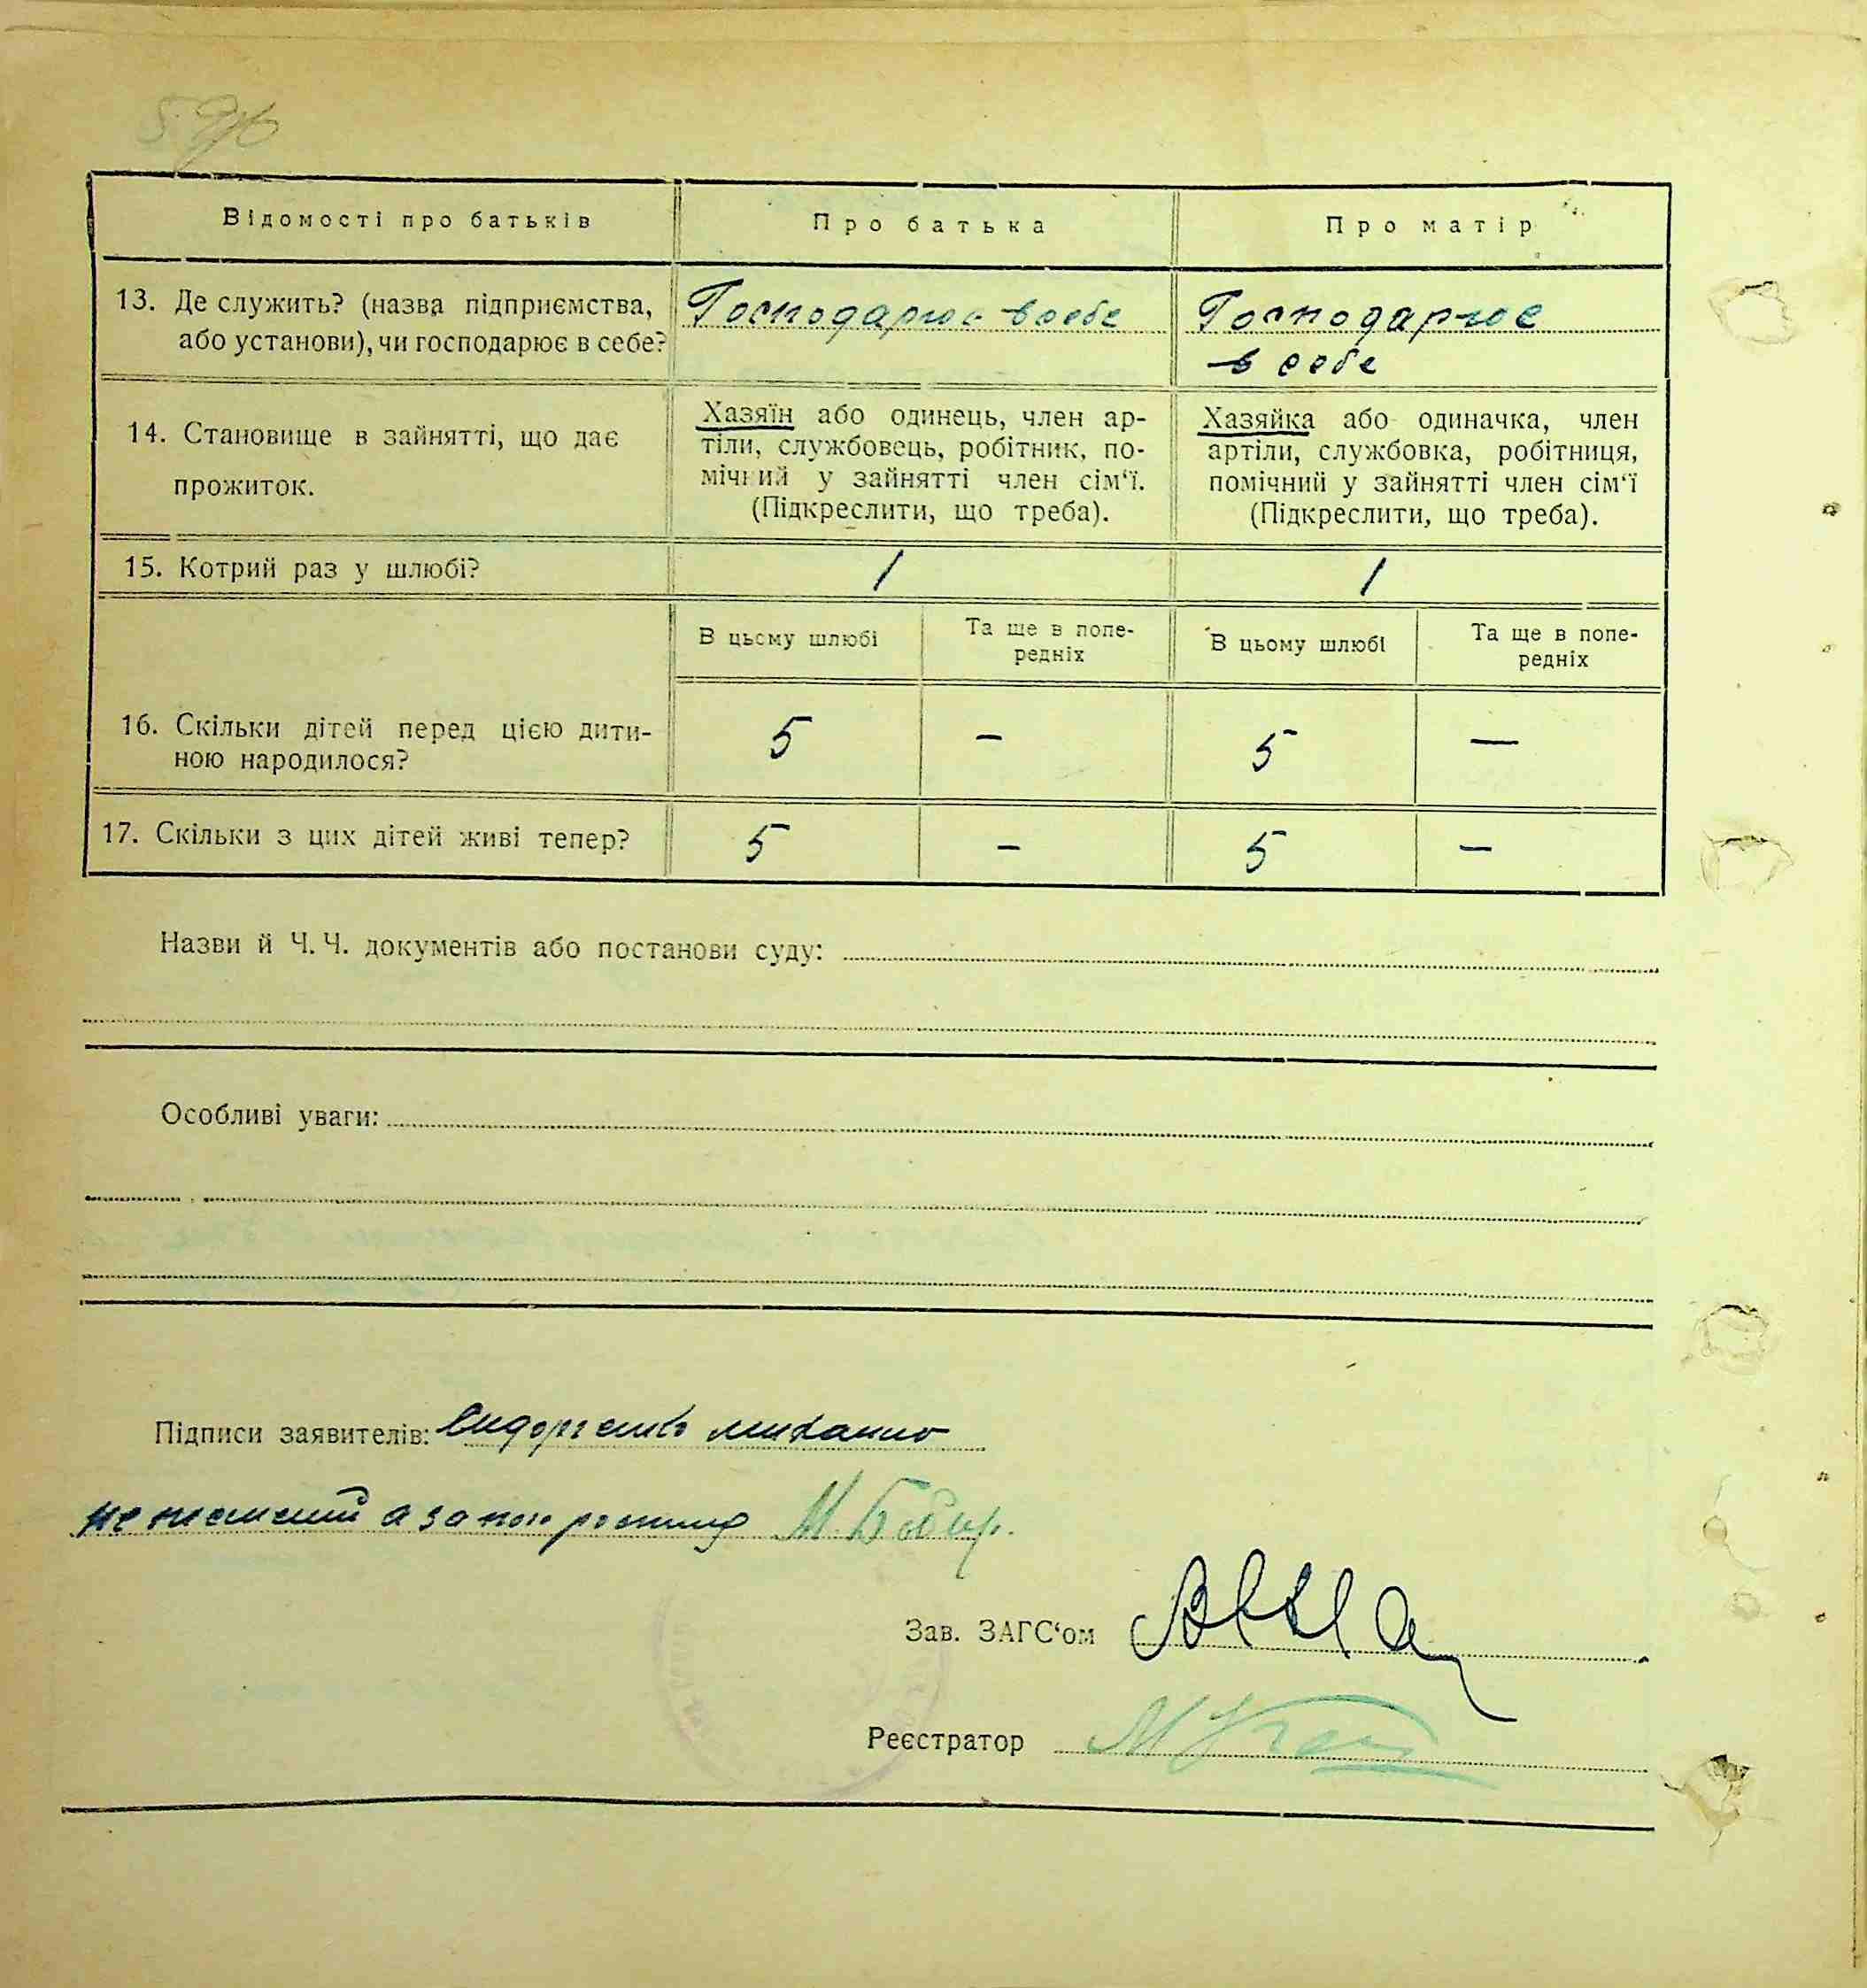 Відомості про батьків
Про батька
Про матір
13. Де служить? (назва підприємства,
або установи), чи господарює в себе?
Господарює в себе
Господарює
в себе
14. Становище в зайнятті, що дає
прожиток.
Хазяїн або одинець, член ар-
тіли, службовець, робітник, по-
мічний у зайнятті член сім‘ї.
(Підкреслити, що треба).
Хазяйка або одиначка, член
артіли, службовка, робітниця,
помічний у зайнятті член сім‘ї
(Підкреслити, що треба).
15. Котрий раз у шлюбі?
1
1
В цьому шлюбі
Та ще в попе-
редніх
В цьому шлюбі
Та ще в попе-
редніх
16. Скільки дітей перед цією дити-
ною народилося?
5
–
5
—
17. Скільки з цих дітей живі тепер?
5
–
5
–
Назви й Ч. Ч. документів або постанови суду:
Особливі уваги:
Підписи заявителів: Сидоренко
а за него М. Бобир.
Зав. ЗАГС‘ом
Реєстратор